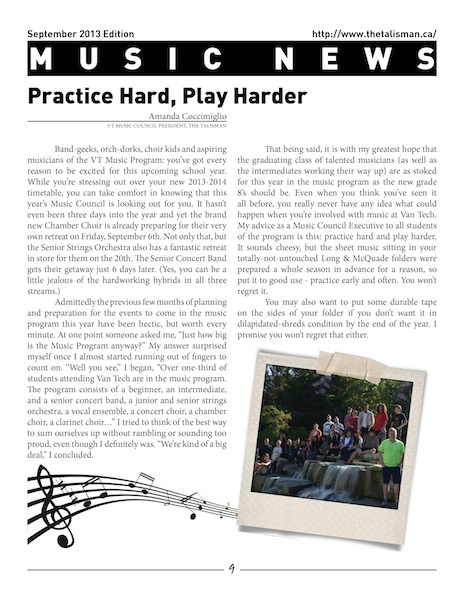 September 2013 Edition
http://www.thetalisman.ca/
MUSIC NEWS
Practice Hard, Play Harder
Amanda Coccimiglio
VT MUSIC COUNCIL PRESIDENT, THE TALISMAN
Band-geeks, orch-dorks, choir kids and aspiring
musicians of the VT Music Program: you've got every
reason to be excited for this upcoming school year.
While you're stressing out over your new 2013-2014
timetable, you can take comfort in knowing that this
year's Music Council is looking out for you. It hasn't
even been three days into the year and yet the brand
new Chamber Choir is already preparing for their very
own retreat on Friday, September 6th. Not only that, but
the Senior Strings Orchestra also has a fantastic retreat
in store for them on the 20th. The Senior Concert Band
gets their getaway just 6 days later. (Yes, you can be a
little jealous of the hardworking hybrids in all three
streams.)
Admittedly the previous few months of planning
and preparation for the events to come in the music
program this year have been hectic, but worth every
minute. At one point someone asked me, "Just how big
is the Music Program anyway?" My answer surprised
myself once I almost started running out of fingers to
count on. "Well you see," I began, "Over one-third of
students attending Van Tech are in the music program.
The program consists of a beginner, an intermediate,
and a senior concert band, a junior and senior strings
orchestra, a vocal ensemble, a concert choir, a chamber
choir, a clarinet choir…" I tried to think of the best way
to sum ourselves up without rambling or sounding too
proud, even though I definitely was. "We're kind of a big
deal," I concluded.
That being said, it is with my greatest hope that
the graduating class of talented musicians (as well as
the intermediates working their way up) are as stoked
for this year in the music program as the new grade
8's should be. Even when you think you've seen it
all before, you really never have any idea what could
happen when you're involved with music at Van Tech.
My advice as a Music Council Executive to all students
of the program is this: practice hard and play harder.
It sounds cheesy, but the sheet music sitting in your
totally-not-untouched Long & McQuade folders were
prepared a whole season in advance for a reason, so
put it to good use - practice early and often. You won't
regret it.
You may also want to put some durable tape
on the sides of your folder if you don't want it in
dilapidated-shreds condition by the end of the year. I
promise you won't regret that either.
9